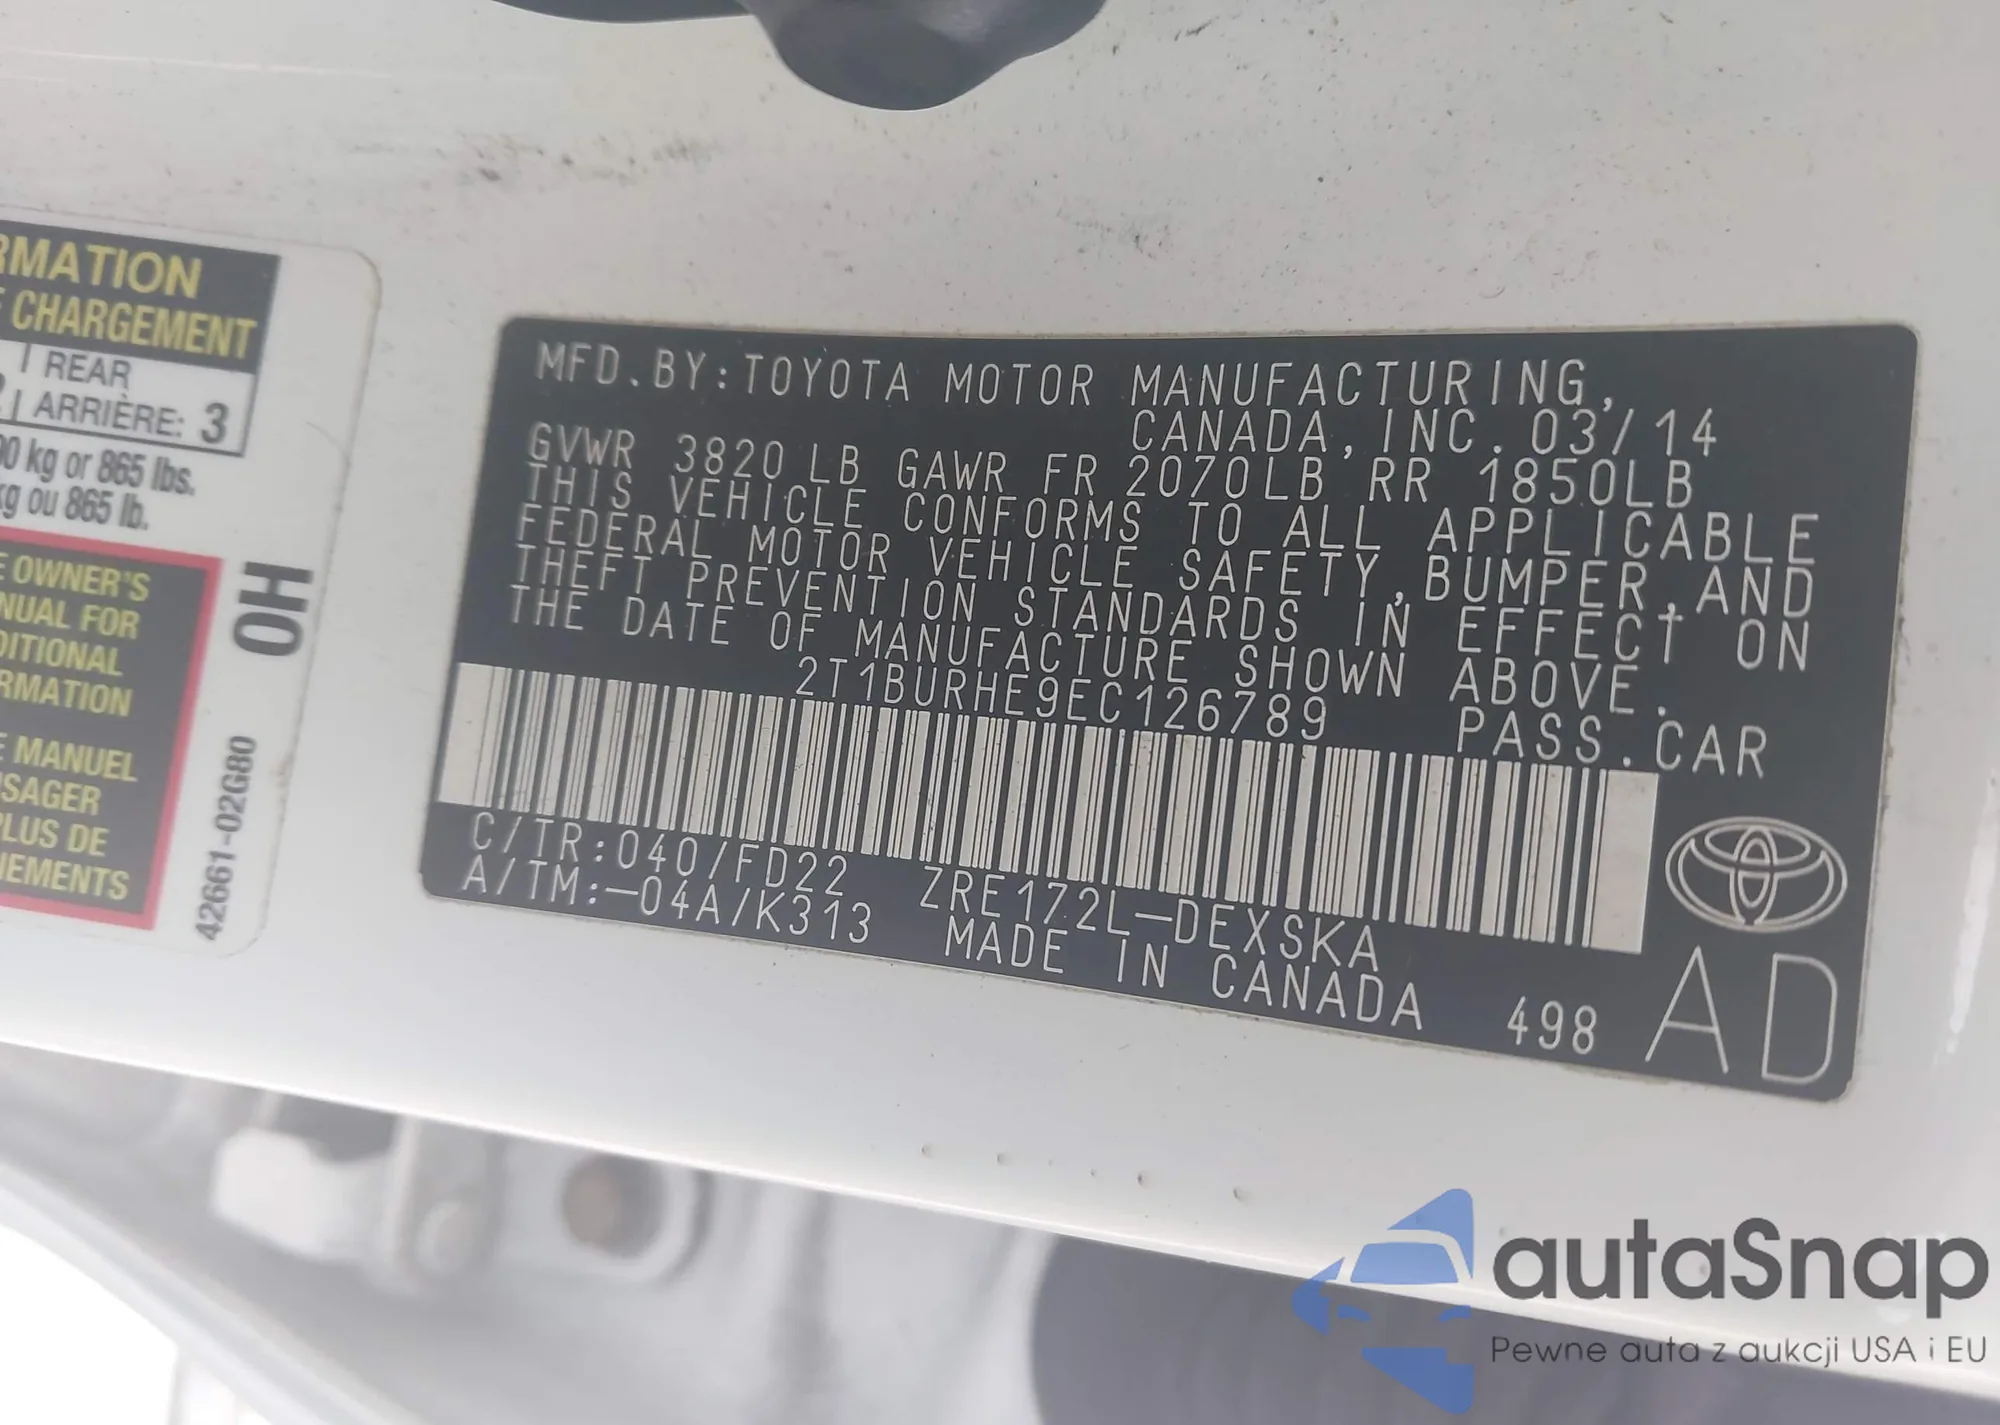 RMATION
E CHARGEMENT
REAR
ARRIÈRE: 3
00 kg or 865 lbs.
kg ou 865 lb.
E OWNER'S
NUAL FOR
DITIONAL
RMATION
E MANUEL
SAGER
PLUS DE
NEMENTS
OH
42661-02G80
MFD.BY:TOYOTA MOTOR MANUFACTURING,
CANADA,INC.03/14
GVWR 3820LB GAWR FR 2070LB RR 1850LB
THIS VEHICLE CONFORMS TO ALL APPLICABLE
FEDERAL MOTOR VEHICLE SAFETY,BUMPER,AND
THEFT PREVENTION STANDARDS IN EFFECT ON
THE DATE OF MANUFACTURE SHOWN ABOVE.
2T1BURHE9EC126789 PASS.CAR
C/TR:040/FD22 ZRE172L-DEXSKA
A/TM:-04A/K313 MADE IN CANADA 498
AD
autaSnap
Pewne auta z aukcji USA i EU